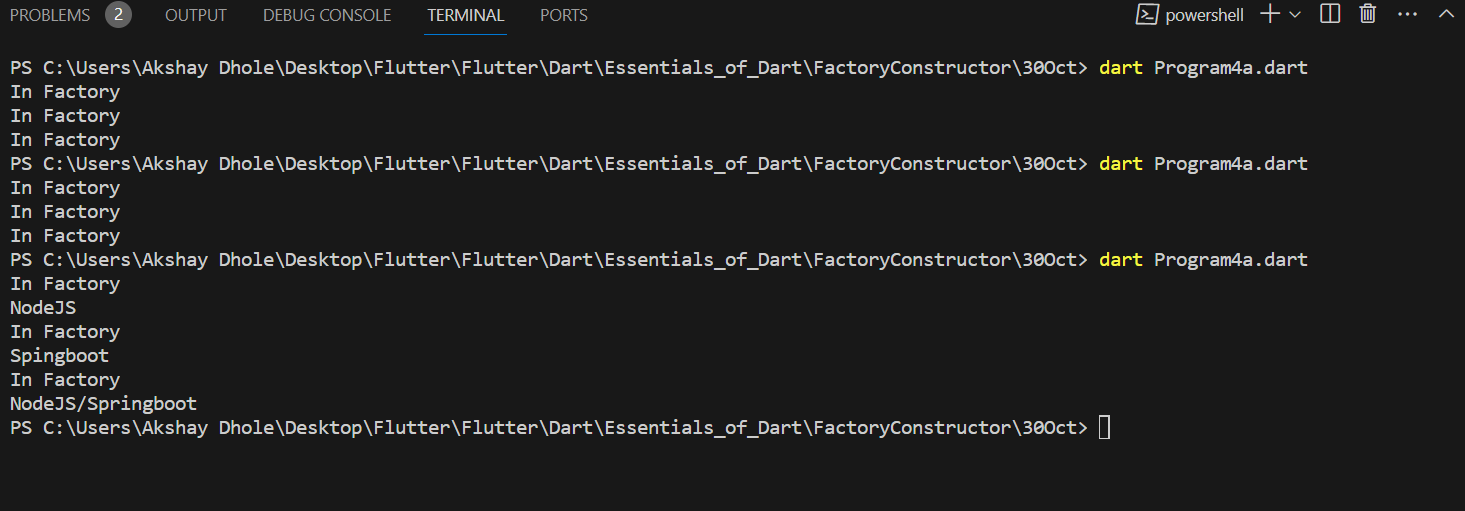 PROBLEMS 2 OUTPUT DEBUG CONSOLE TERMINAL PORTS powershell
PS C:\Users\Akshay Dhole\Desktop\Flutter\Flutter\Dart\Essentials_of_Dart\FactoryConstructor\30Oct> dart Program4a.dart
In Factory
In Factory
In Factory
PS C:\Users\Akshay Dhole\Desktop\Flutter\Flutter\Dart\Essentials_of_Dart\FactoryConstructor\30Oct> dart Program4a.dart
In Factory
In Factory
In Factory
PS C:\Users\Akshay Dhole\Desktop\Flutter\Flutter\Dart\Essentials_of_Dart\FactoryConstructor\30Oct> dart Program4a.dart
In Factory
NodeJS
In Factory
Spingboot
In Factory
NodeJS/Springboot
PS C:\Users\Akshay Dhole\Desktop\Flutter\Flutter\Dart\Essentials_of_Dart\FactoryConstructor\30Oct>